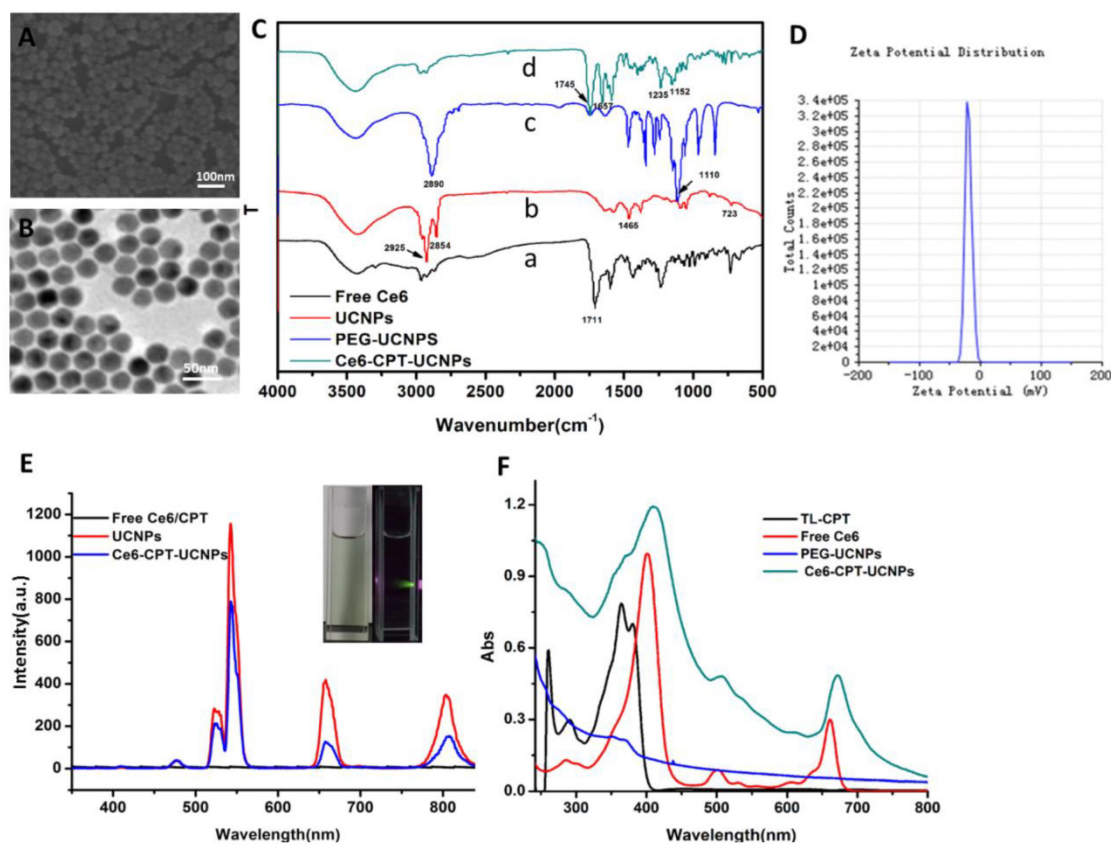 A
100nm
B
50nm
C
d
1745
1657
1235
1152
c
2890
1110
b
2925
2854
1465
723
a
1711
Free Ce6
UCNPs
PEG-UCNPS
Ce6-CPT-UCNPs
T
4000 3500 3000 2500 2000 1500 1000 500
Wavenumber(cm-1)
D
Zeta Potential Distribution
Total Counts
3.4e+05
3.2e+05
3e+05
2.8e+05
2.6e+05
2.4e+05
2.2e+05
2e+05
1.8e+05
1.6e+05
1.4e+05
1.2e+05
1e+05
8e+04
6e+04
4e+04
2e+04
0
-200 -100 0 100 200
Zeta Potential (mV)
E
Intensity(a.u.)
1200
1000
800
600
400
200
0
Free Ce6/CPT
UCNPs
Ce6-CPT-UCNPs
400 500 600 700 800
Wavelength(nm)
F
Abs
1.2
0.9
0.6
0.3
0.0
TL-CPT
Free Ce6
PEG-UCNPs
Ce6-CPT-UCNPs
300 400 500 600 700 800
Wavelength(nm)